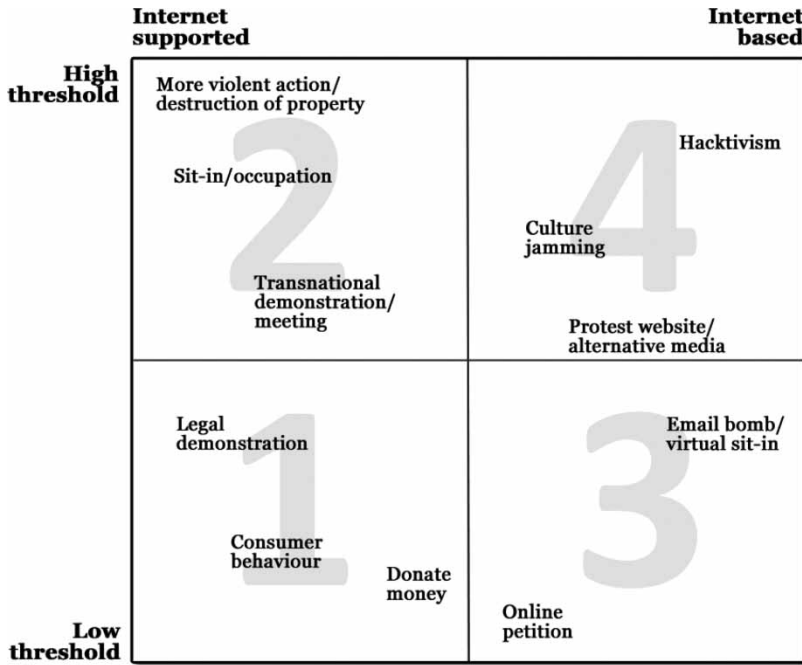 Internet
supported
Internet
based
High
threshold
More violent action/
destruction of property
2
Sit-in/occupation
Transnational
demonstration/
meeting
4
Hacktivism
Culture
jamming
Protest website/
alternative media
1
Legal
demonstration
Consumer
behaviour
Donate
money
3
Email bomb/
virtual sit-in
Online
petition
Low
threshold